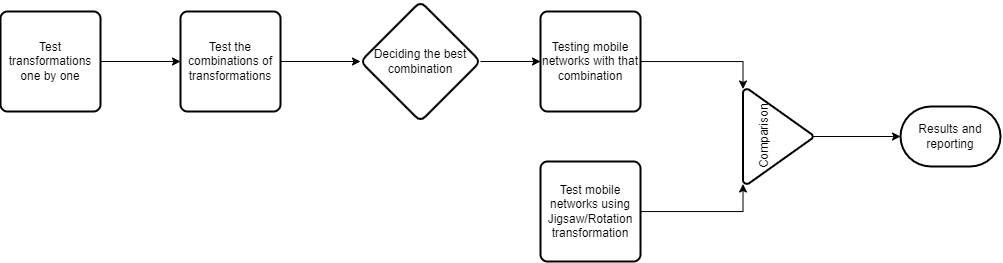 Test
transformations
one by one
Test the
combinations of
transformations
Deciding the best
combination
Testing mobile
networks with that
combination
Comparison
Results and
reporting
Test mobile
networks using
Jigsaw/Rotation
transformation